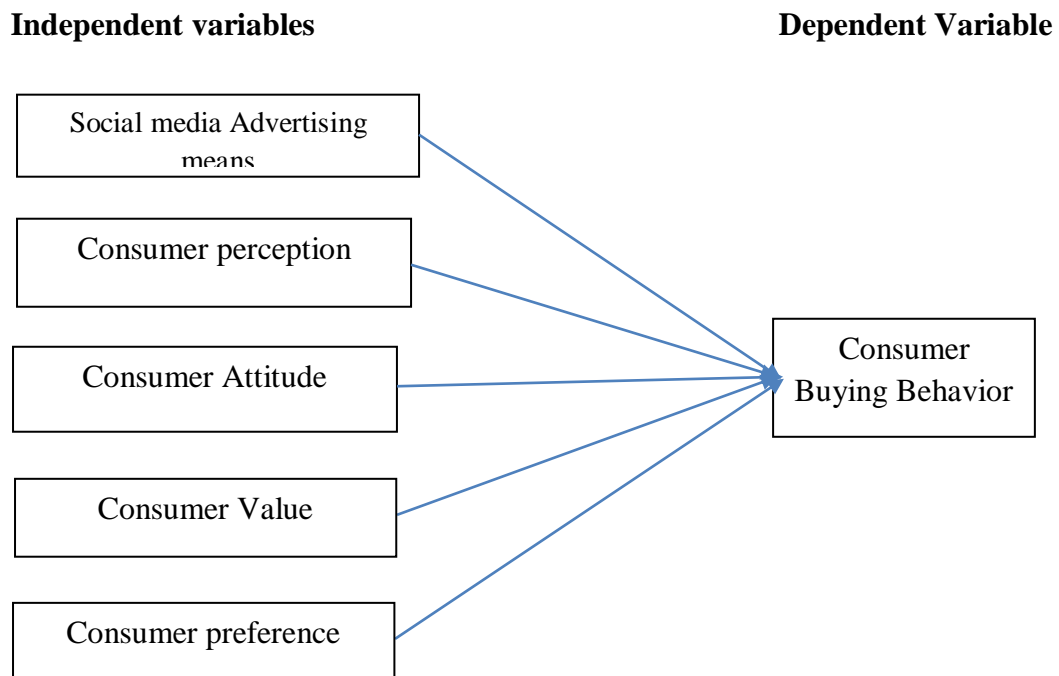 Independent variables
Dependent Variable
Social media Advertising
means
Consumer perception
Consumer Attitude
Consumer Value
Consumer preference
Consumer
Buying Behavior